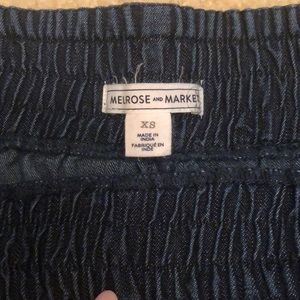 MELROSE AND MARKET
XS
MADE IN
INDIA
FABRIQUÉ EN
INDE